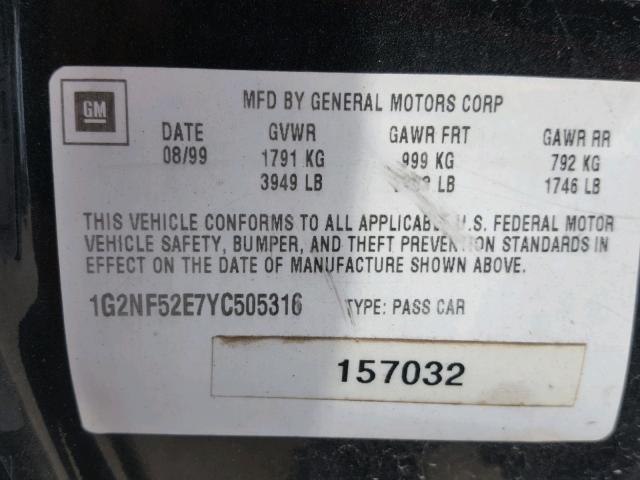 GM
MFD BY GENERAL MOTORS CORP
DATE GVWR GAWR FRT GAWR RR
08/99 1791 KG 999 KG 792 KG
3949 LB LB 1746 LB
THIS VEHICLE CONFORMS TO ALL APPLICABLE U.S. FEDERAL MOTOR
VEHICLE SAFETY, BUMPER, AND THEFT PREVENTION STANDARDS IN
EFFECT ON THE DATE OF MANUFACTURE SHOWN ABOVE.
1G2NF52E7YC505316 TYPE: PASS CAR
157032